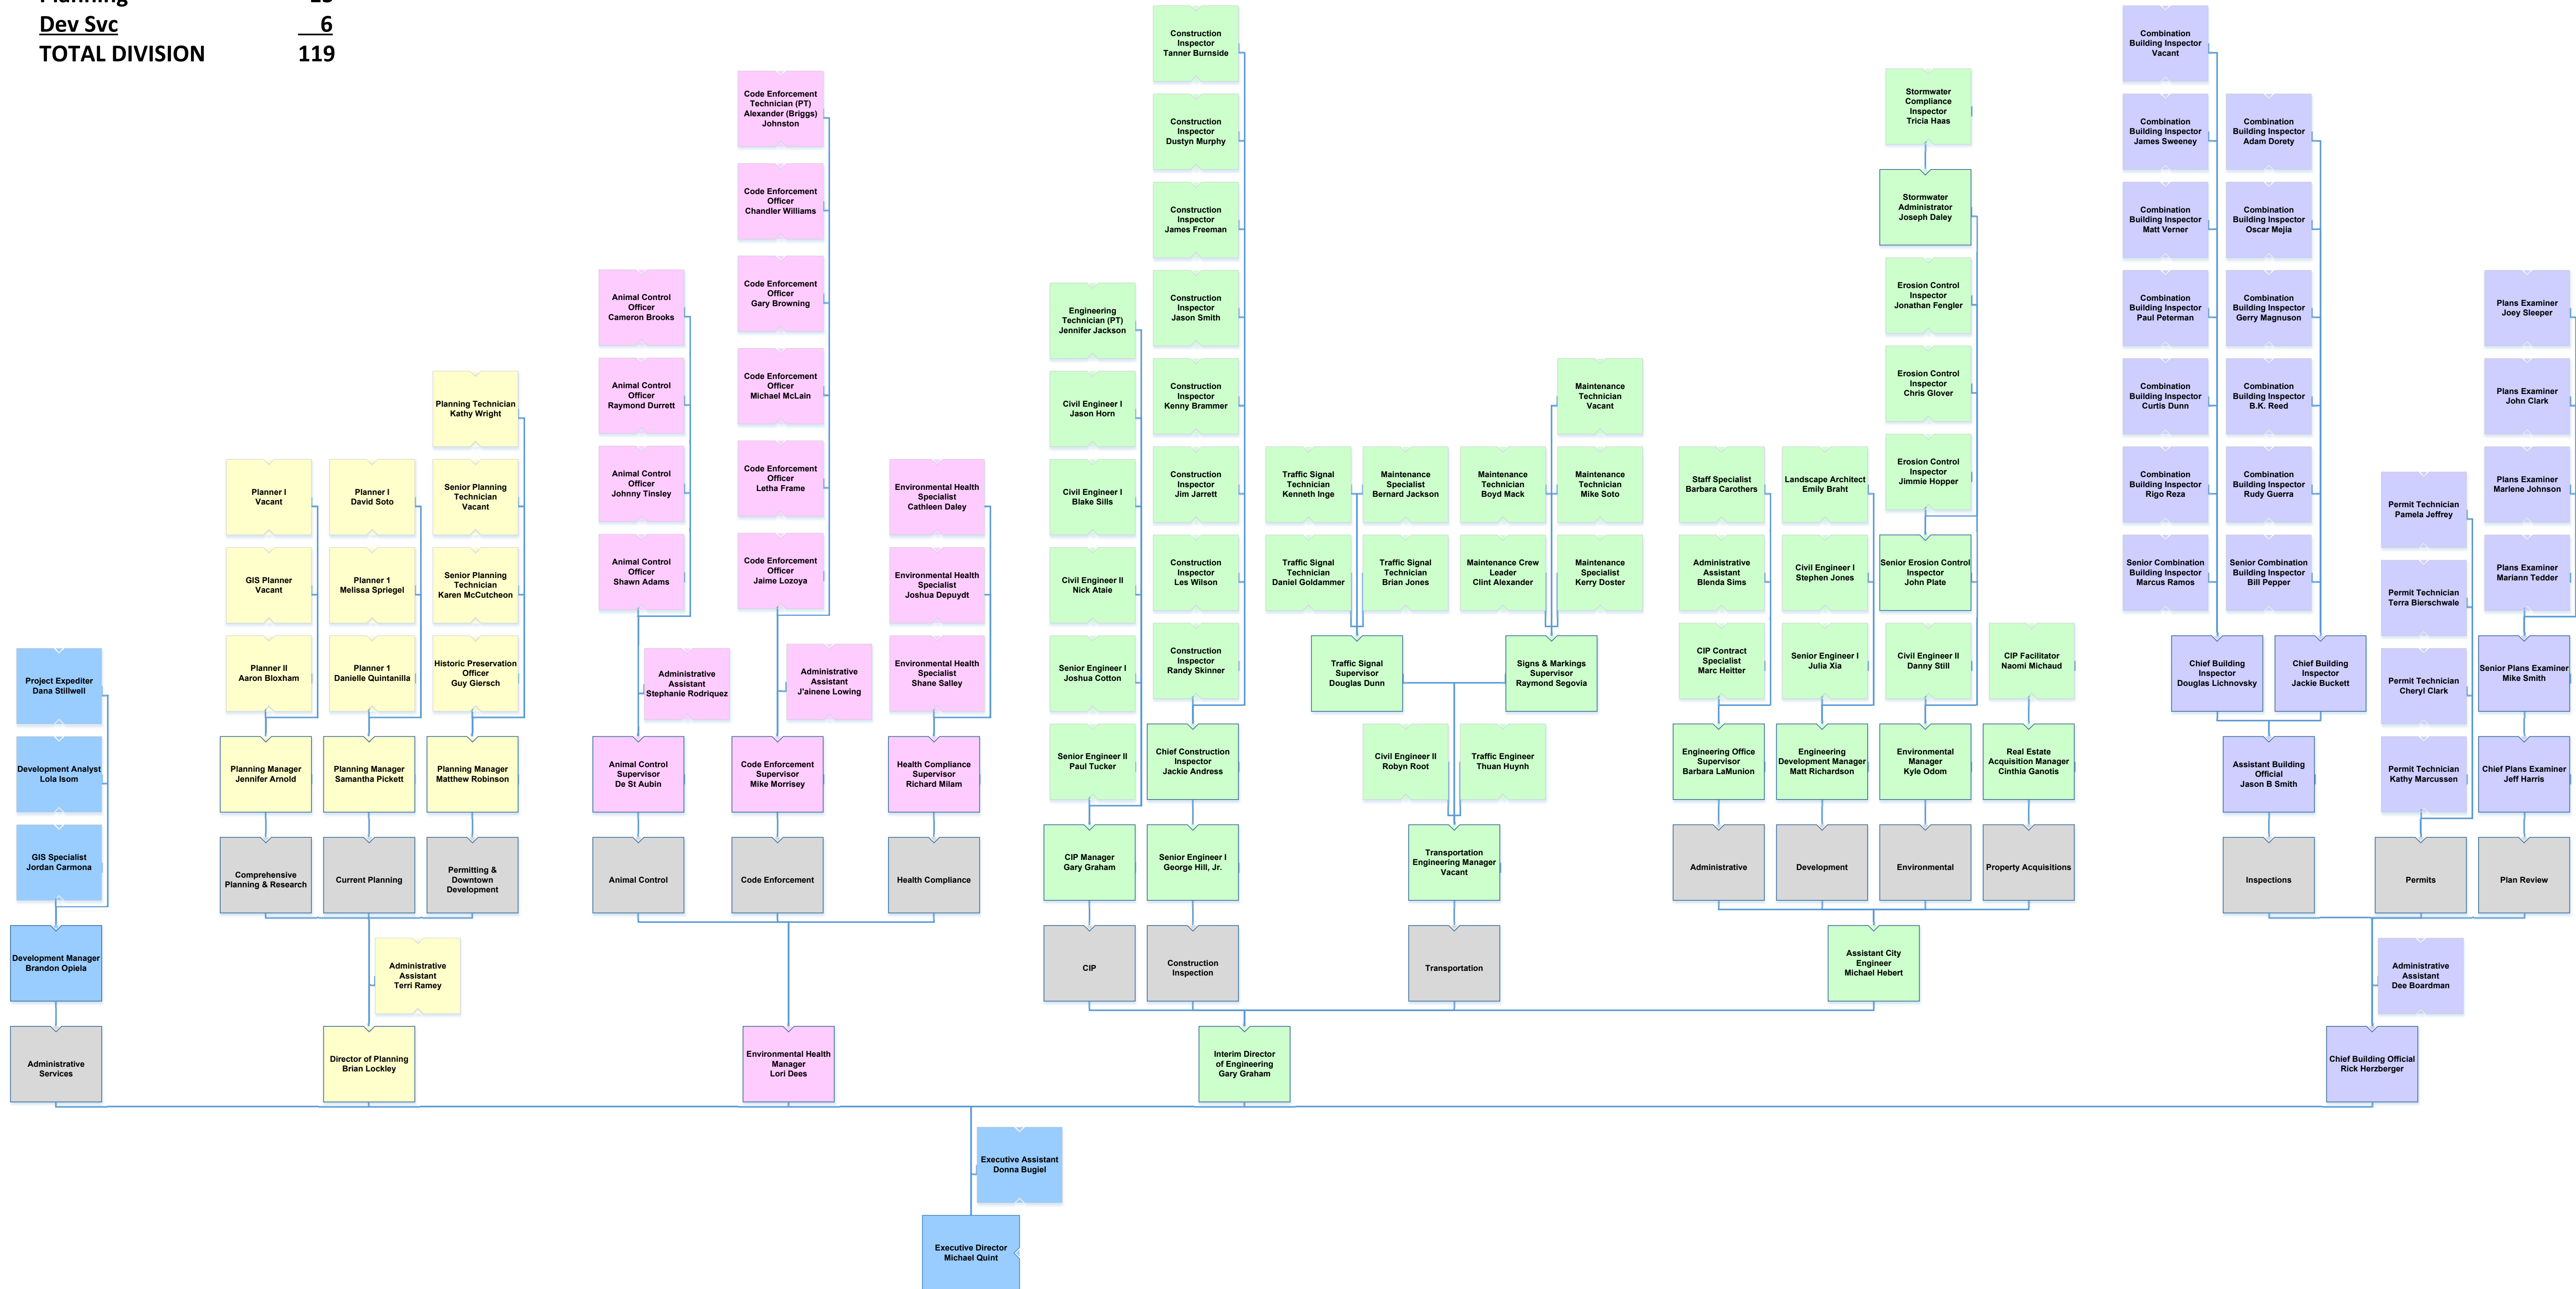 Planning
Dev Svc 6
TOTAL DIVISION 119
Project Expediter
Dana Stillwell
Development Analyst
Lola Isom
GIS Specialist
Jordan Carmona
Development Manager
Brandon Opiela
Administrative
Services
Planner I
Vacant
GIS Planner
Vacant
Planner II
Aaron Bloxham
Planning Manager
Jennifer Arnold
Comprehensive
Planning & Research
Planner I
David Soto
Planner 1
Melissa Spriegel
Planner 1
Danielle Quintanilla
Planning Manager
Samantha Pickett
Current Planning
Planning Technician
Kathy Wright
Senior Planning
Technician
Vacant
Senior Planning
Technician
Karen McCutcheon
Historic Preservation
Officer
Guy Giersch
Planning Manager
Matthew Robinson
Permitting &
Downtown
Development
Administrative
Assistant
Terri Ramey
Director of Planning
Brian Lockley
Animal Control
Officer
Cameron Brooks
Animal Control
Officer
Raymond Durrett
Animal Control
Officer
Johnny Tinsley
Animal Control
Officer
Shawn Adams
Administrative
Assistant
Stephanie Rodriquez
Animal Control
Supervisor
De St Aubin
Animal Control
Code Enforcement
Technician (PT)
Alexander (Briggs)
Johnston
Code Enforcement
Officer
Chandler Williams
Code Enforcement
Officer
Gary Browning
Code Enforcement
Officer
Michael McLain
Code Enforcement
Officer
Letha Frame
Code Enforcement
Officer
Jaime Lozoya
Administrative
Assistant
J'ainene Lowing
Code Enforcement
Supervisor
Mike Morrisey
Code Enforcement
Environmental Health
Specialist
Cathleen Daley
Environmental Health
Specialist
Joshua Depuydt
Environmental Health
Specialist
Shane Salley
Health Compliance
Supervisor
Richard Milam
Health Compliance
Environmental Health
Manager
Lori Dees
Engineering
Technician (PT)
Jennifer Jackson
Civil Engineer I
Jason Horn
Civil Engineer I
Blake Sills
Civil Engineer II
Nick Ataie
Senior Engineer I
Joshua Cotton
Senior Engineer II
Paul Tucker
CIP Manager
Gary Graham
CIP
Construction
Inspector
Tanner Burnside
Construction
Inspector
Dustyn Murphy
Construction
Inspector
James Freeman
Construction
Inspector
Jason Smith
Construction
Inspector
Kenny Brammer
Construction
Inspector
Jim Jarrett
Construction
Inspector
Les Wilson
Construction
Inspector
Randy Skinner
Chief Construction
Inspector
Jackie Andress
Senior Engineer I
George Hill, Jr.
Construction
Inspection
Traffic Signal
Technician
Kenneth Inge
Maintenance
Specialist
Bernard Jackson
Traffic Signal
Technician
Daniel Goldammer
Traffic Signal
Technician
Brian Jones
Traffic Signal
Supervisor
Douglas Dunn
Maintenance
Technician
Vacant
Maintenance
Technician
Boyd Mack
Maintenance
Technician
Mike Soto
Maintenance Crew
Leader
Clint Alexander
Maintenance
Specialist
Kerry Doster
Signs & Markings
Supervisor
Raymond Segovia
Civil Engineer II
Robyn Root
Traffic Engineer
Thuan Huynh
Transportation
Engineering Manager
Vacant
Transportation
Staff Specialist
Barbara Carothers
Administrative
Assistant
Blenda Sims
CIP Contract
Specialist
Marc Heitter
Engineering Office
Supervisor
Barbara LaMunion
Administrative
Landscape Architect
Emily Braht
Civil Engineer I
Stephen Jones
Senior Engineer I
Julia Xia
Engineering
Development Manager
Matt Richardson
Development
Stormwater
Compliance
Inspector
Tricia Haas
Stormwater
Administrator
Joseph Daley
Erosion Control
Inspector
Jonathan Fengler
Erosion Control
Inspector
Chris Glover
Erosion Control
Inspector
Jimmie Hopper
Senior Erosion Control
Inspector
John Plate
Civil Engineer II
Danny Still
Environmental
Manager
Kyle Odom
Environmental
CIP Facilitator
Naomi Michaud
Real Estate
Acquisition Manager
Cinthia Ganotis
Property Acquisitions
Assistant City
Engineer
Michael Hebert
Interim Director
of Engineering
Gary Graham
Combination
Building Inspector
Vacant
Combination
Building Inspector
James Sweeney
Combination
Building Inspector
Matt Verner
Combination
Building Inspector
Paul Peterman
Combination
Building Inspector
Curtis Dunn
Combination
Building Inspector
Rigo Reza
Senior Combination
Building Inspector
Marcus Ramos
Chief Building
Inspector
Douglas Lichnovsky
Combination
Building Inspector
Adam Dorety
Combination
Building Inspector
Oscar Mejia
Combination
Building Inspector
Gerry Magnuson
Combination
Building Inspector
B.K. Reed
Combination
Building Inspector
Rudy Guerra
Senior Combination
Building Inspector
Bill Pepper
Chief Building
Inspector
Jackie Buckett
Assistant Building
Official
Jason B Smith
Inspections
Permit Technician
Pamela Jeffrey
Permit Technician
Terra Bierschwale
Permit Technician
Cheryl Clark
Permit Technician
Kathy Marcussen
Permits
Plans Examiner
Joey Sleeper
Plans Examiner
John Clark
Plans Examiner
Marlene Johnson
Plans Examiner
Mariann Tedder
Senior Plans Examiner
Mike Smith
Chief Plans Examiner
Jeff Harris
Plan Review
Administrative
Assistant
Dee Boardman
Chief Building Official
Rick Herzberger
Executive Assistant
Donna Bugiel
Executive Director
Michael Quint